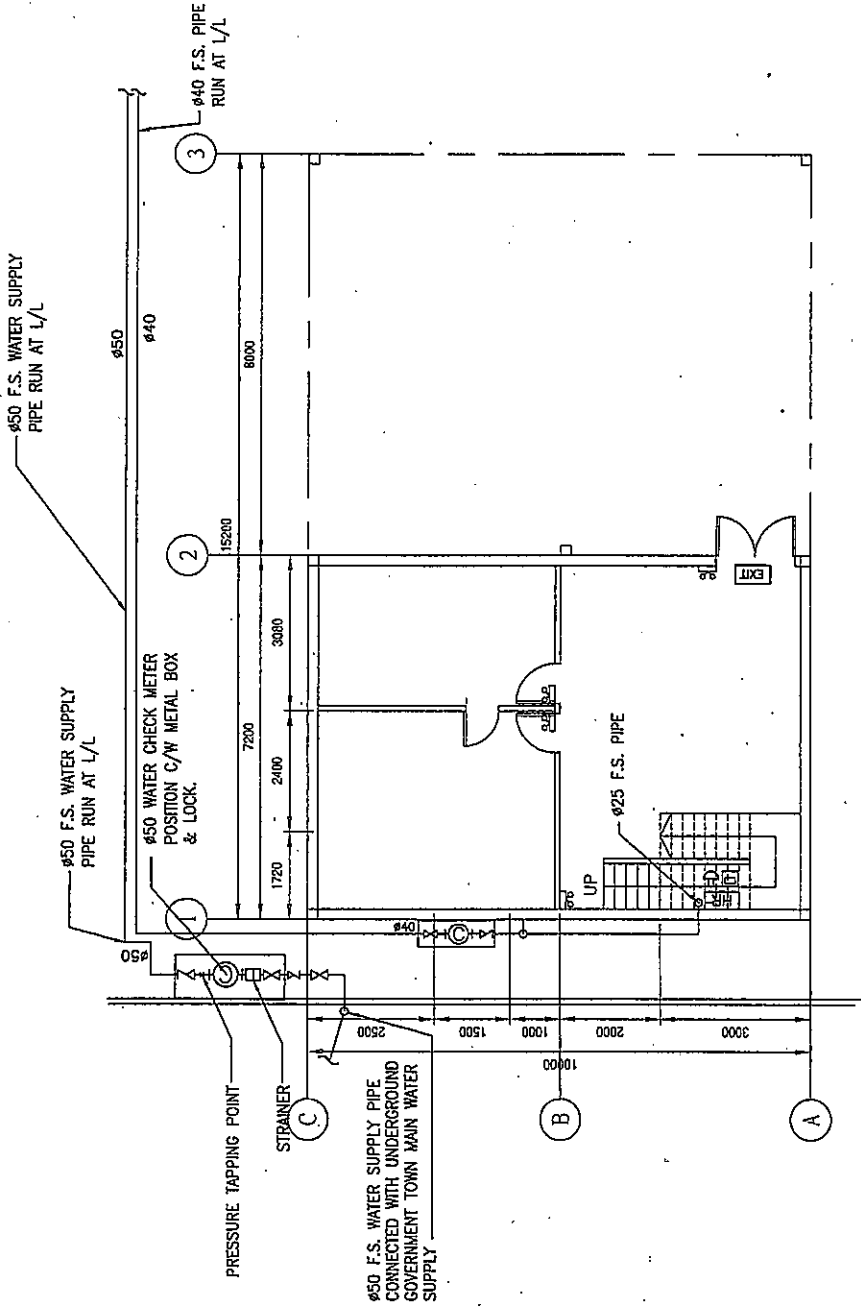 ø50 F.S. WATER SUPPLY
PIPE RUN AT L/L
ø50 WATER CHECK METER
POSITION C/W METAL BOX
& LOCK.
ø50 F.S. WATER SUPPLY
PIPE RUN AT L/L
ø40 F.S. PIPE
RUN AT L/L
ø50
ø40
ø50
1
2
3
15200
7200
8000
1720
2400
3080
PRESSURE TAPPING POINT
STRAINER
ø50 F.S. WATER SUPPLY PIPE
CONNECTED WITH UNDERGROUND
GOVERNMENT TOWN MAIN WATER
SUPPLY
C
B
A
2500
1500
1000
2000
3000
10000
ø40
C
UP
HR
ø25 F.S. PIPE
EXIT